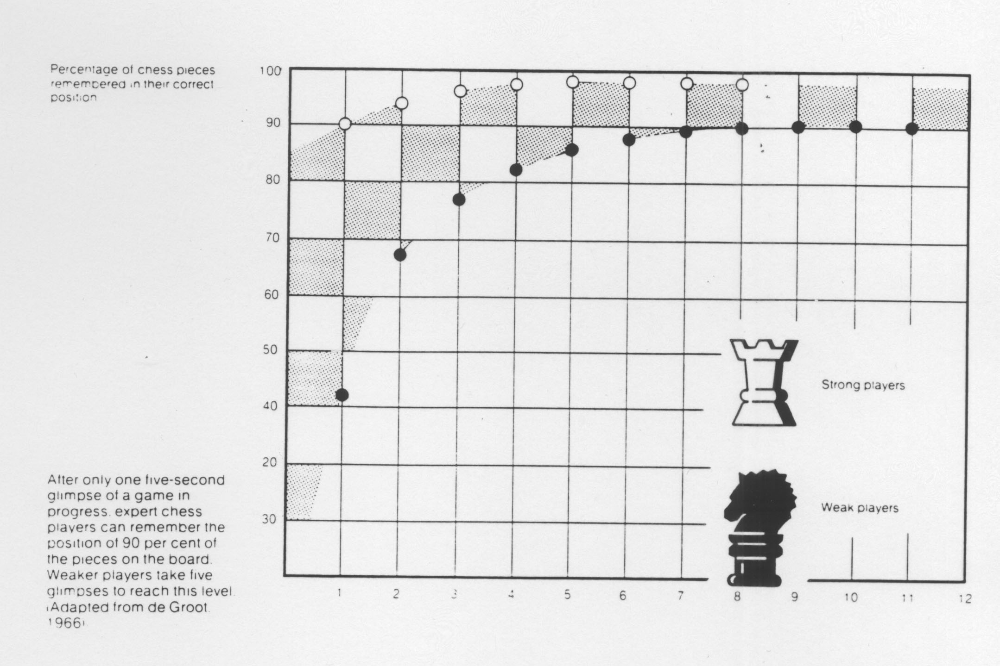 Percentage of chess pieces
remembered in their correct
position
100
90
80
70
60
50
40
20
30
Strong players
Weak players
1 2 3 4 5 6 7 8 9 10 11 12
After only one five-second
glimpse of a game in
progress, expert chess
players can remember the
position of 90 per cent of
the pieces on the board.
Weaker players take five
glimpses to reach this level.
(Adapted from de Groot,
1966)